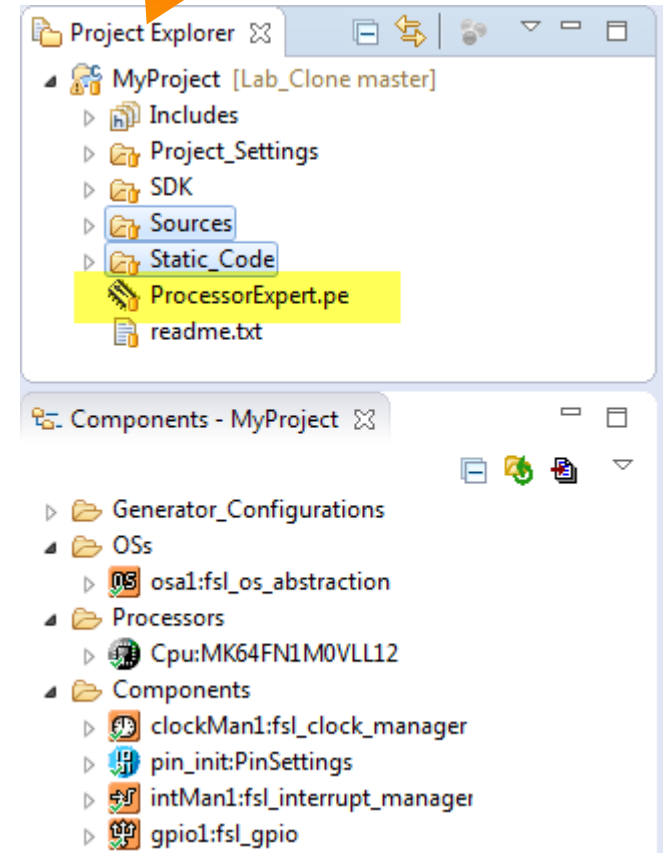 Project Explorer
MyProject [Lab_Clone master]
Includes
Project_Settings
SDK
Sources
Static_Code
ProcessorExpert.pe
readme.txt
Components - MyProject
Generator_Configurations
OSs
osa1:fsl_os_abstraction
Processors
Cpu:MK64FN1M0VLL12
Components
clockMan1:fsl_clock_manager
pin_init:PinSettings
intMan1:fsl_interrupt_manager
gpio1:fsl_gpio